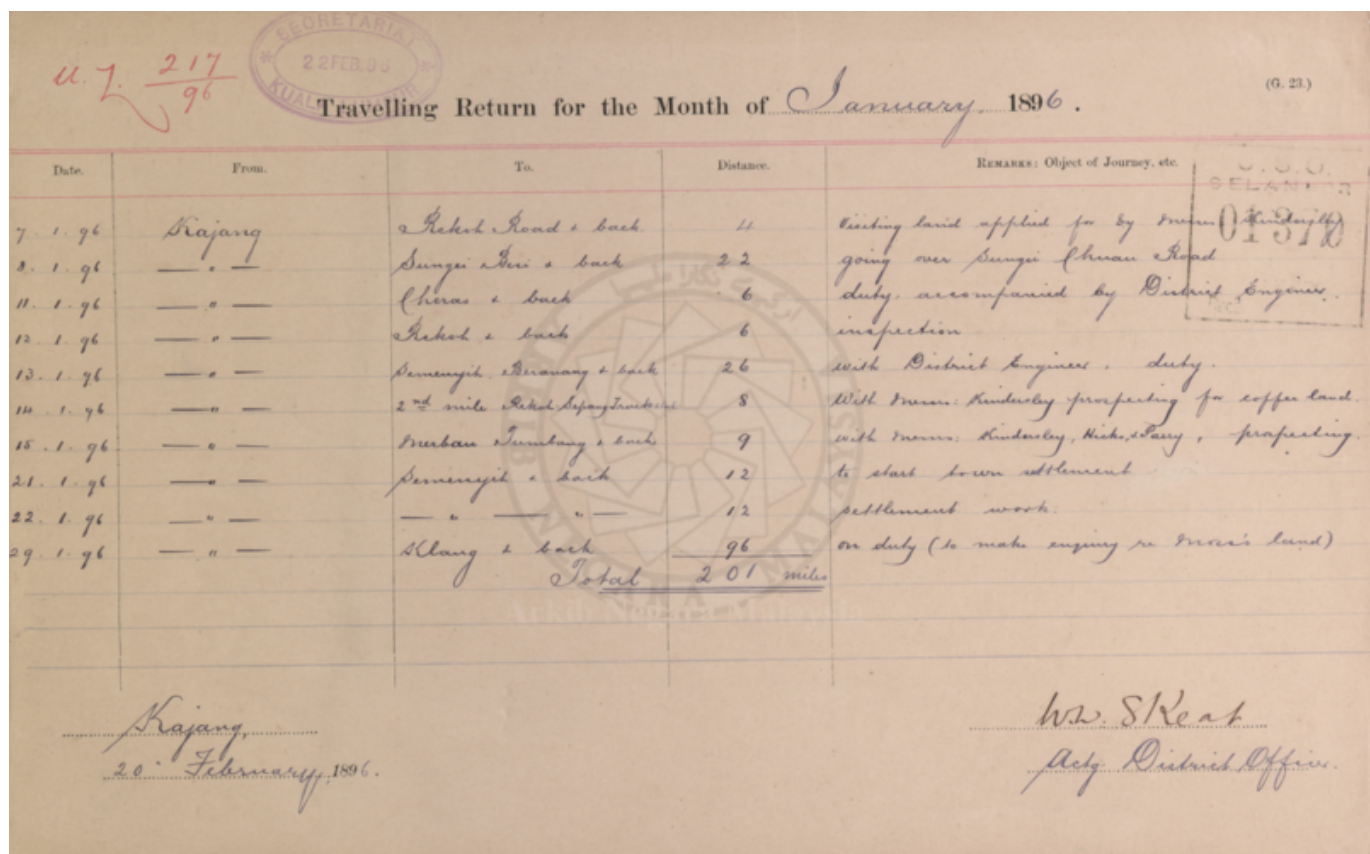 U.L. 217/96
SECRETARIAT
22 FEB. 96
KUALA LUMPUR
(G. 23.)
Travelling Return for the Month of January 1896.
Date. From. To. Distance. REMARKS: Object of Journey, etc.
C.S.O.
SELANGOR
01370
7. 1. 96 Kajang Rekoh Road & back 4 Visiting land applied for by Messrs Kindersley
8. 1. 96 — " — Sungei Besi & back 22 going over Sungei Chuau Road
11. 1. 96 — " — Cheras & back 6 duty, accompanied by District Engineer.
12. 1. 96 — " — Rekoh & back 6 inspection
13. 1. 96 — " — Semenyih, Beranang & back 26 with District Engineer, duty.
14. 1. 96 — " — 2nd mile Rekoh Sepang Trace & back 8 With Messrs: Kindersley prospecting for coffee land.
15. 1. 96 — " — Merbau Tumbang & back 9 with Messrs: Kindersley, Hicks, & Parry, prospecting.
21. 1. 96 — " — Semenyih & back 12 to start town settlement
22. 1. 96 — " — — " — — " — 12 settlement work.
29. 1. 96 — " — Klang & back 96 on duty (to make enquiry re land)
Total 201 miles
Arkib Negara Malaysia
Kajang,
20 February, 1896.
W.W. Skeat
Actg District Officer.